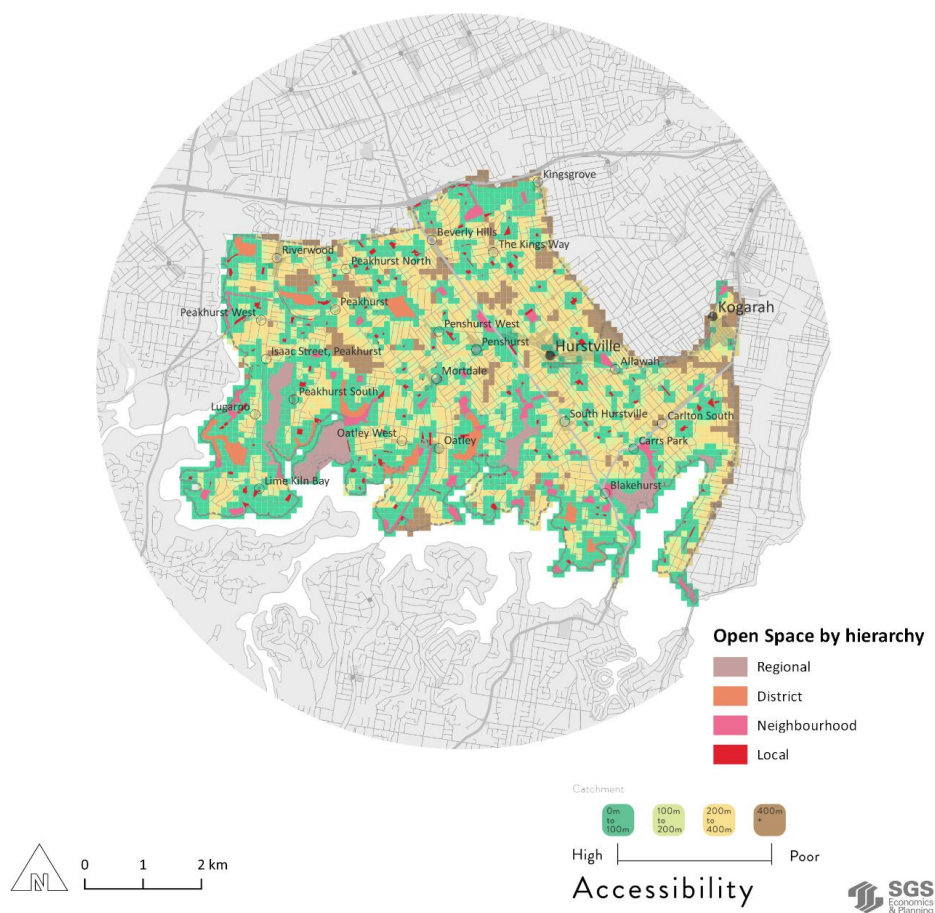 Kingsgrove
Beverly Hills
The Kings Way
Riverwood
Peakhurst North
Peakhurst
Peakhurst West
Kogarah
Penshurst West
Penshurst
Hurstville
Isaac Street, Peakhurst
Allawah
Mortdale
Peakhurst South
Lugarno
South Hurstville
Carlton South
Oatley West
Oatley
Carrs Park
Lime Kiln Bay
Blakehurst
Open Space by hierarchy
Regional
District
Neighbourhood
Local
Catchment
0m
to
100m
100m
to
200m
200m
to
400m
400m
+
High
Poor
Accessibility
N
0 1 2 km
SGS
Economics
& Planning